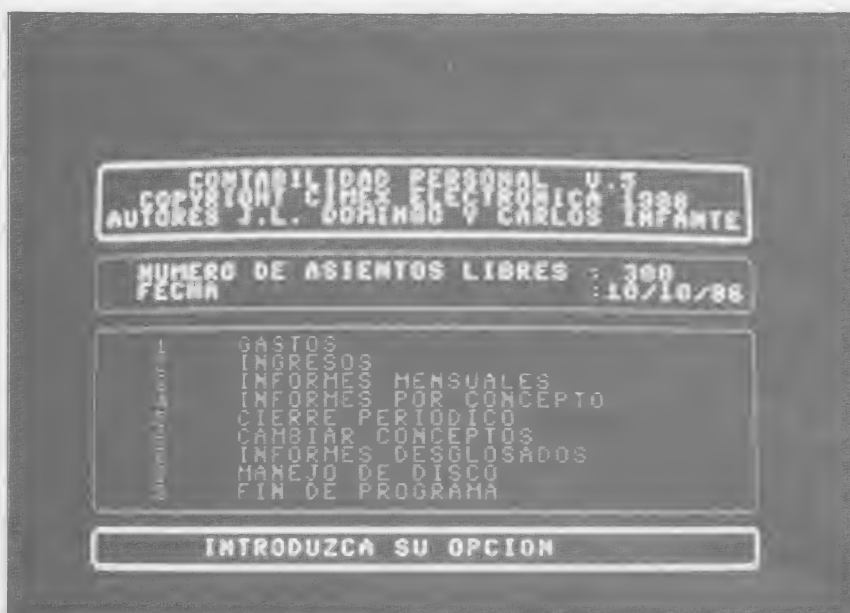 CONTABILIDAD PERSONAL V.3
COPYRIGHT CIMEX ELECTRONICA
AUTORES J.L. DOMINGO Y CARLOS INFANTE
NUMERO DE ASIENTOS LIBRES : 300
FECHA :10/10/86
1 GASTOS
INGRESOS
INFORMES MENSUALES
INFORMES POR CONCEPTO
CIERRE PERIODICO
CAMBIAR CONCEPTOS
INFORMES DESGLOSADOS
MANEJO DE DISCO
FIN DE PROGRAMA
INTRODUZCA SU OPCION